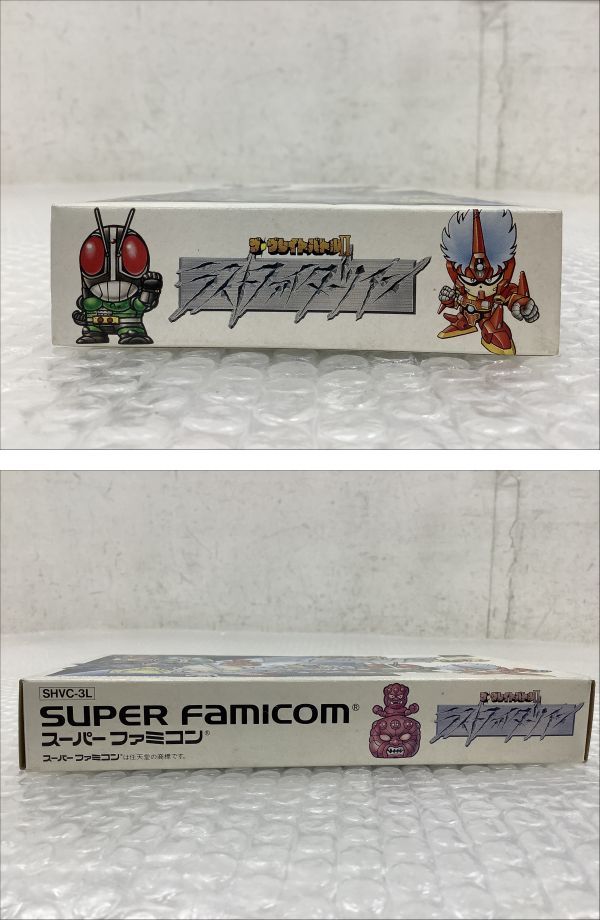 ザ・グレイトバトルII
ラストファイターツイン
SHVC-3L
SUPER FAMICOM®
スーパーファミコン®
スーパーファミコン®は任天堂の商標です。
ザ・グレイトバトルII
ラストファイターツイン